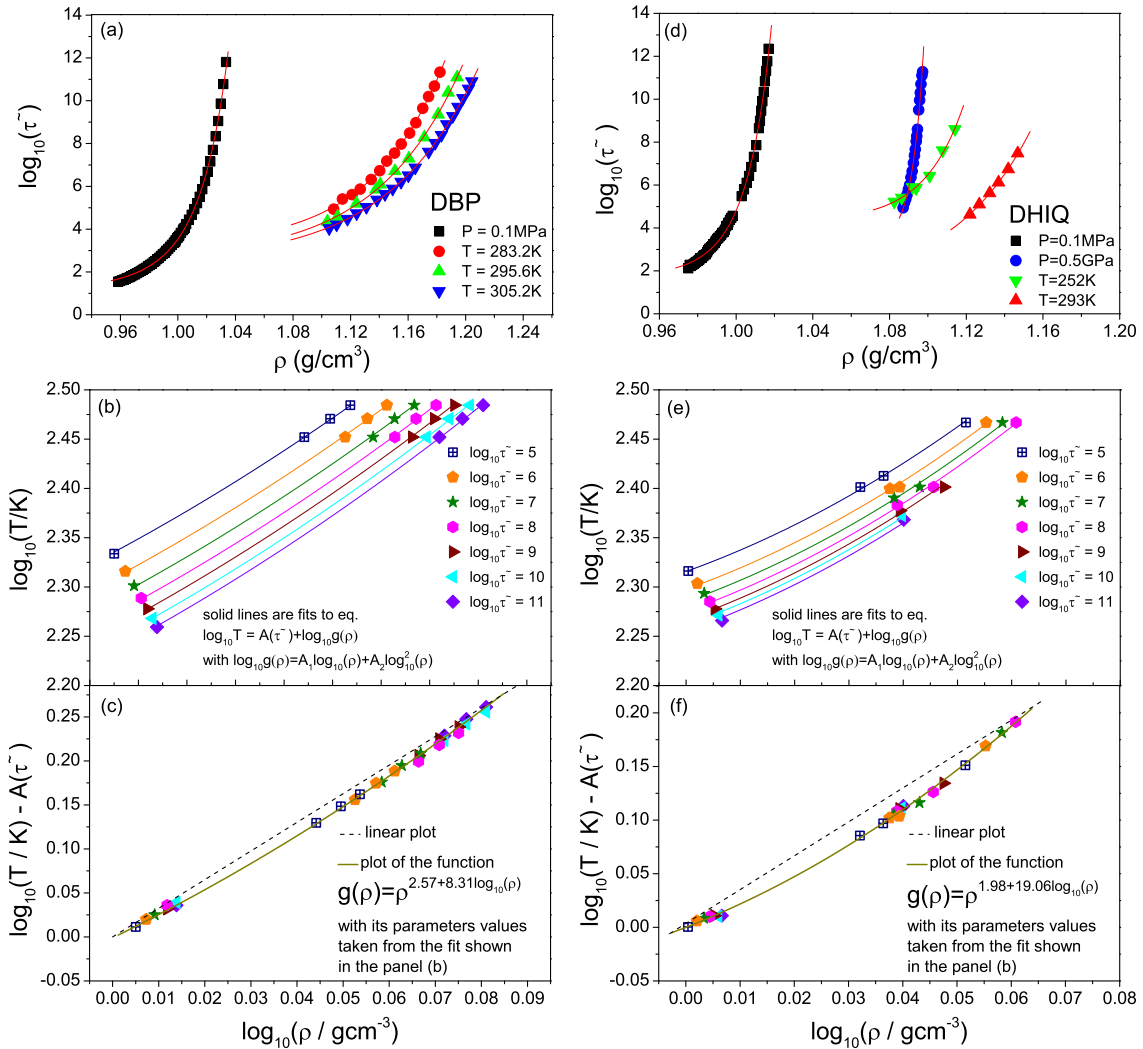 (a)
14
12
10
8
6
4
2
0
log10(τ~)
DBP
P = 0.1MPa
T = 283.2K
T = 295.6K
T = 305.2K
0.96 1.00 1.04 1.08 1.12 1.16 1.20 1.24
ρ (g/cm3)
(d)
14
12
10
8
6
4
2
0
log10(τ~)
DHIQ
P=0.1MPa
P=0.5GPa
T=252K
T=293K
0.96 1.00 1.04 1.08 1.12 1.16 1.20
ρ (g/cm3)
(b)
2.50
2.45
2.40
2.35
2.30
2.25
2.20
log10(T/K)
log10τ~ = 5
log10τ~ = 6
log10τ~ = 7
log10τ~ = 8
log10τ~ = 9
log10τ~ = 10
log10τ~ = 11
solid lines are fits to eq.
log10T = A(τ~)+log10g(ρ)
with log10g(ρ)=A1log10(ρ)+A2log²10(ρ)
(e)
2.50
2.45
2.40
2.35
2.30
2.25
2.20
log10(T/K)
log10τ~ = 5
log10τ~ = 6
log10τ~ = 7
log10τ~ = 8
log10τ~ = 9
log10τ~ = 10
log10τ~ = 11
solid lines are fits to eq.
log10T = A(τ~)+log10g(ρ)
with log10g(ρ)=A1log10(ρ)+A2log²10(ρ)
(c)
0.25
0.20
0.15
0.10
0.05
0.00
-0.05
log10(T / K) - A(τ~)
linear plot
plot of the function
g(ρ)=ρ2.57+8.31log10(ρ)
with its parameters values
taken from the fit shown
in the panel (b)
0.00 0.01 0.02 0.03 0.04 0.05 0.06 0.07 0.08 0.09
log10(ρ / gcm-3)
(f)
0.20
0.15
0.10
0.05
0.00
-0.05
log10(T / K) - A(τ~)
linear plot
plot of the function
g(ρ)=ρ1.98+19.06log10(ρ)
with its parameters values
taken from the fit shown
in the panel (b)
0.00 0.01 0.02 0.03 0.04 0.05 0.06 0.07 0.08
log10(ρ / gcm-3)